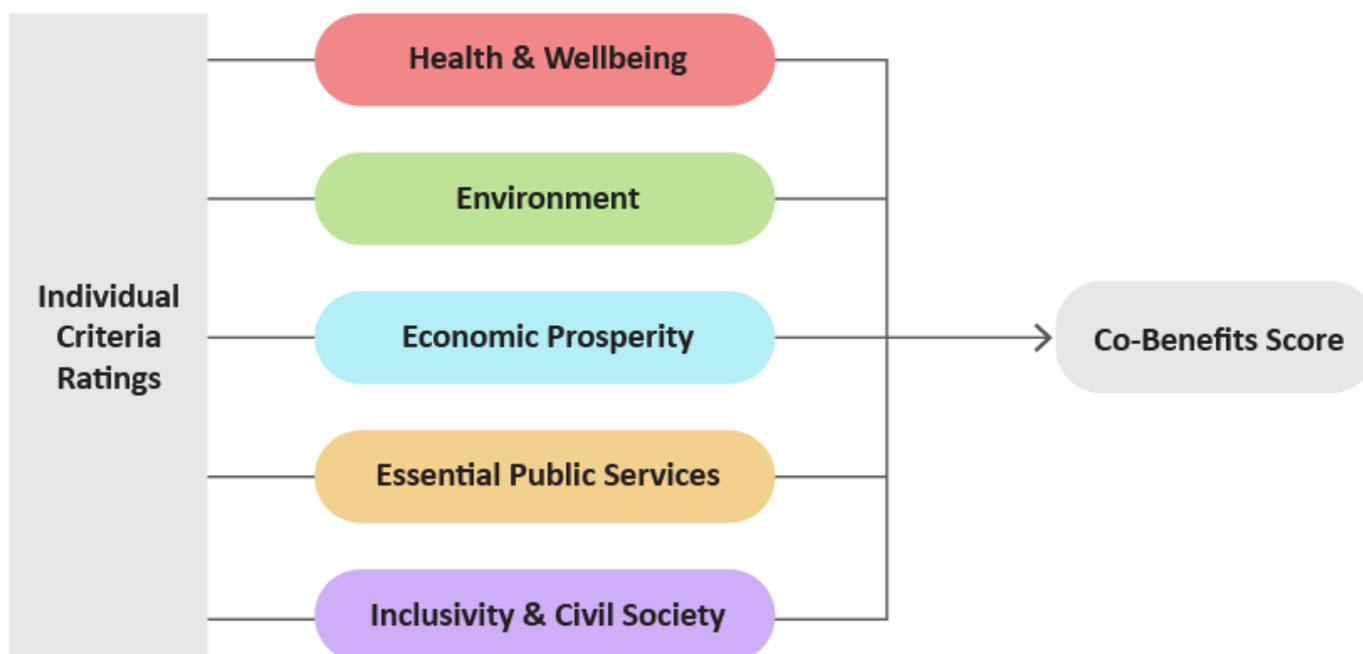 Individual
Criteria
Ratings
Health & Wellbeing
Environment
Economic Prosperity
Essential Public Services
Inclusivity & Civil Society
Co-Benefits Score